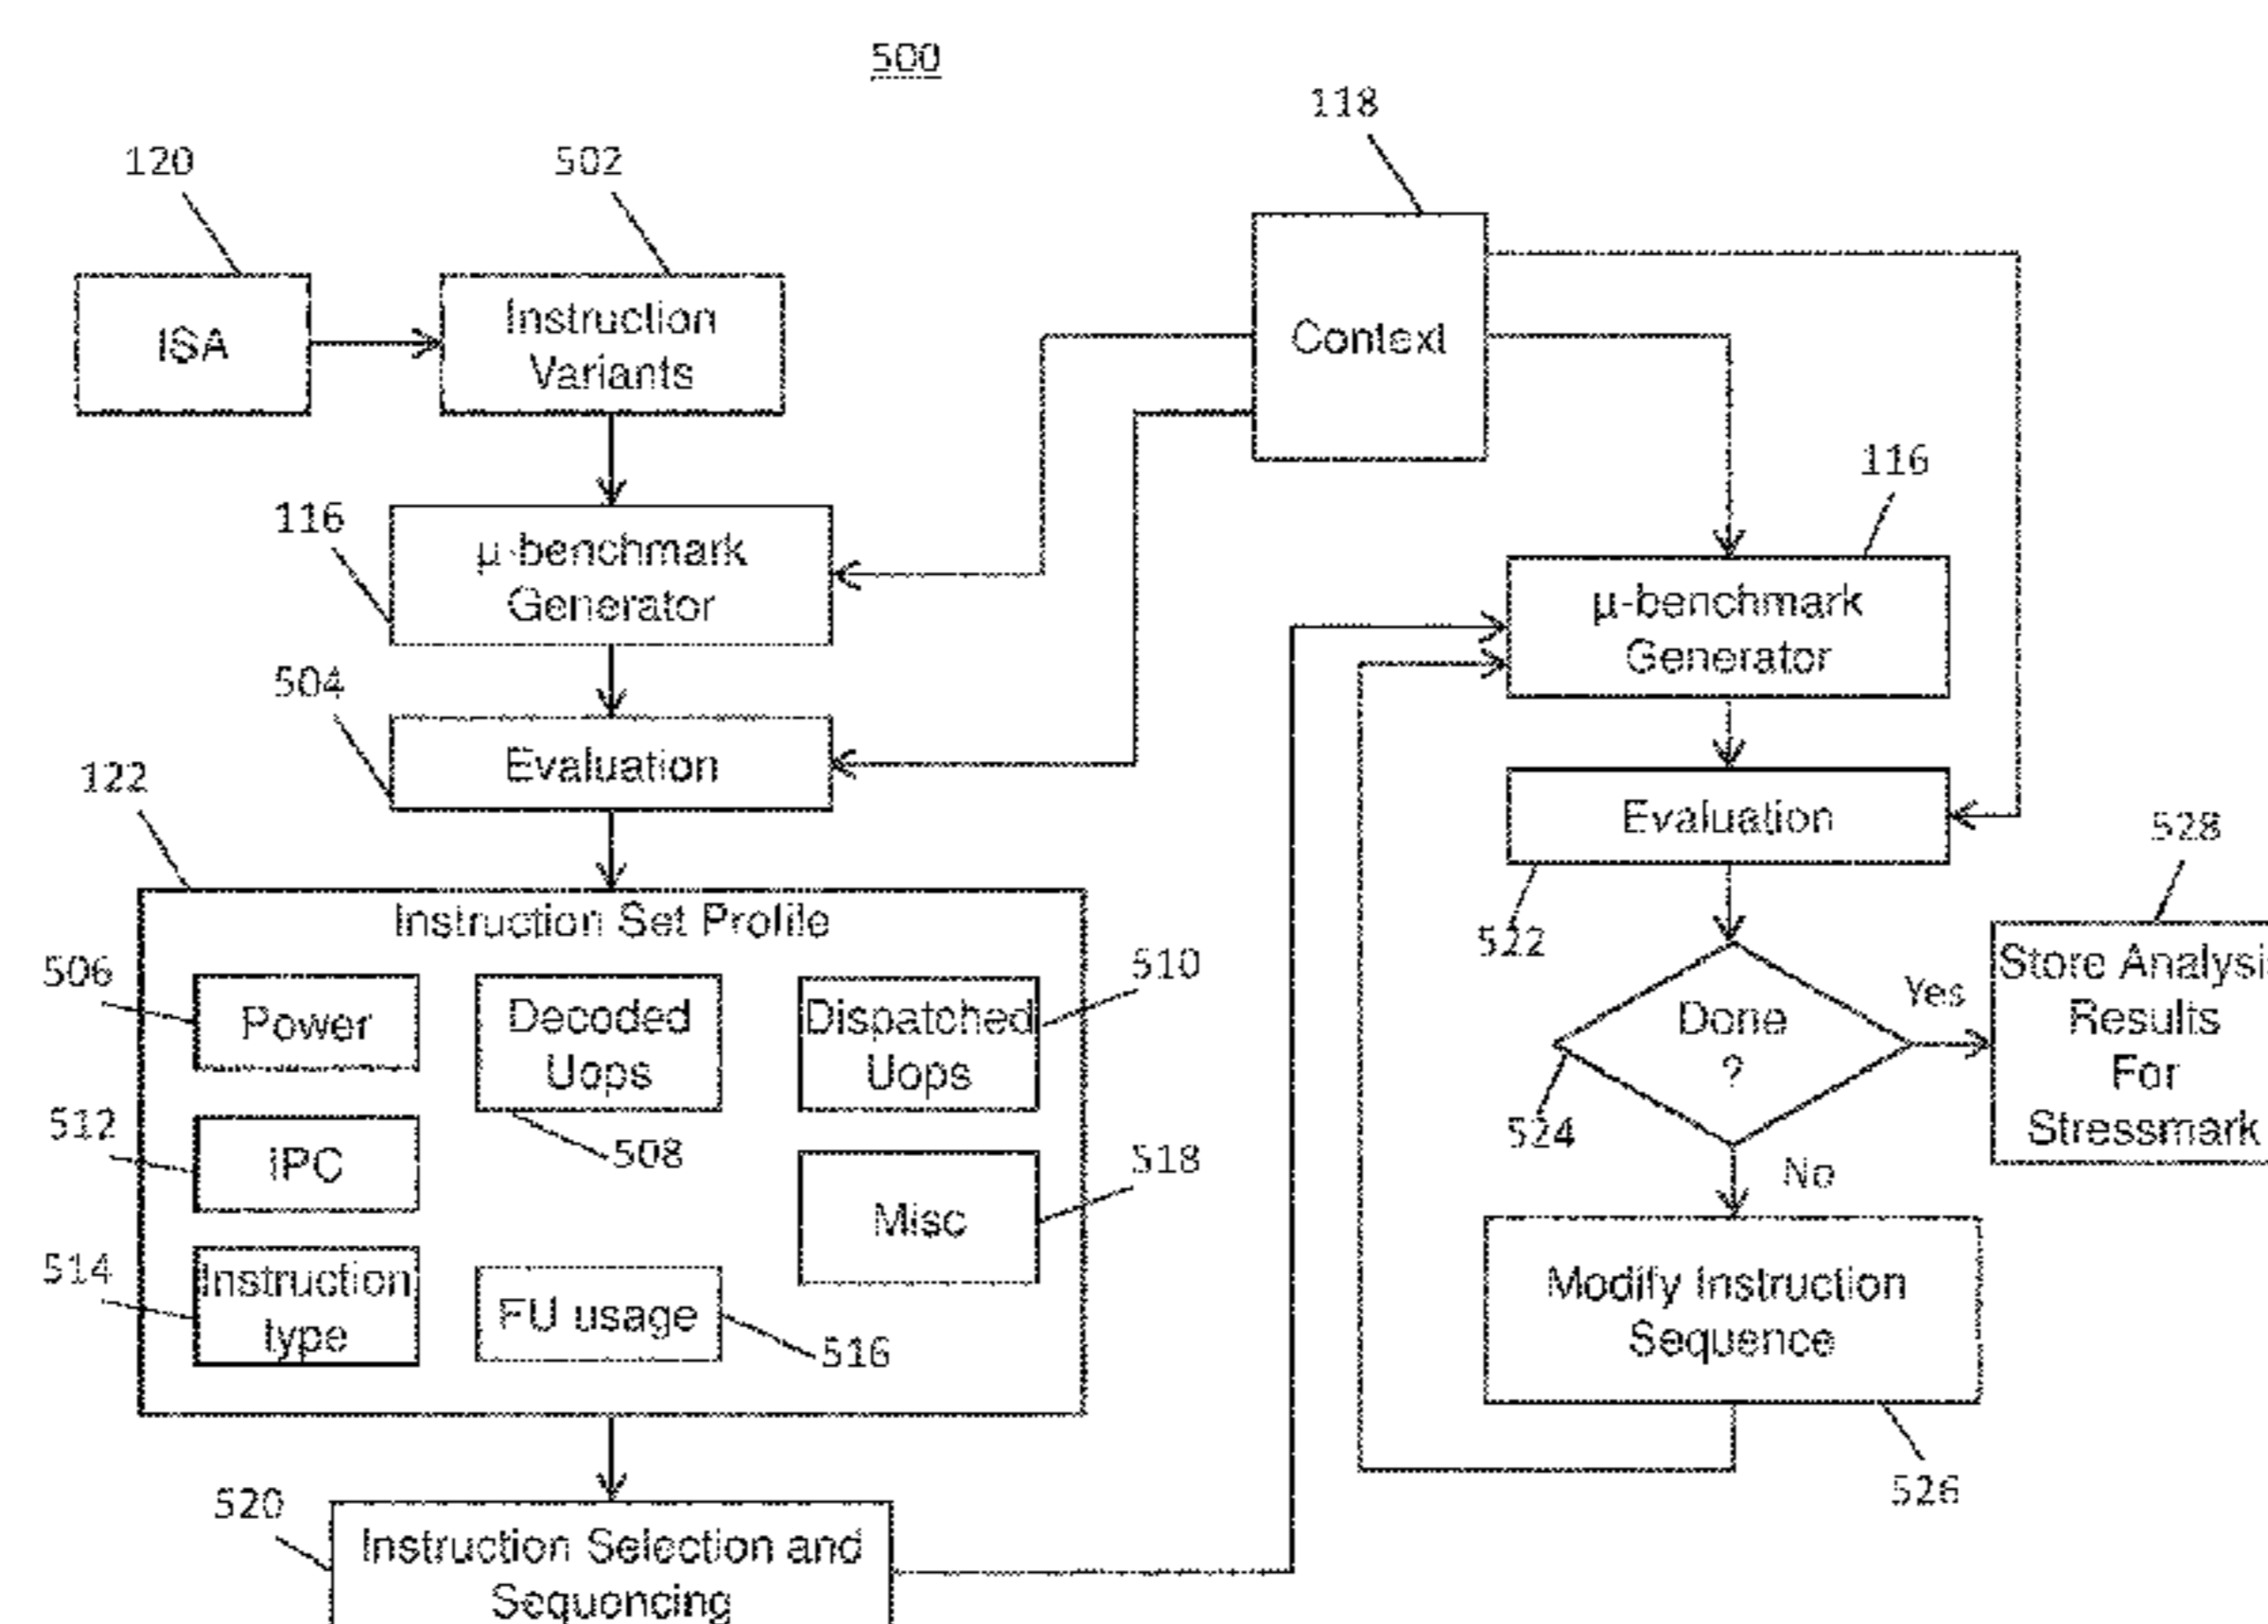 500
118
120
502
ISA
Instruction
Variants
Context
116
µ-benchmark
Generator
116
µ-benchmark
Generator
504
Evaluation
122
Evaluation
522
528
Instruction Set Profile
506
Power
Decoded
Uops
508
Dispatched
Uops
510
512
IPC
Misc
518
514
Instruction
type
FU usage
516
Done
?
524
Yes
No
Store Analysi
Results
For
Stressmark
Modify Instruction
Sequence
526
520
Instruction Selection and
Sequencing